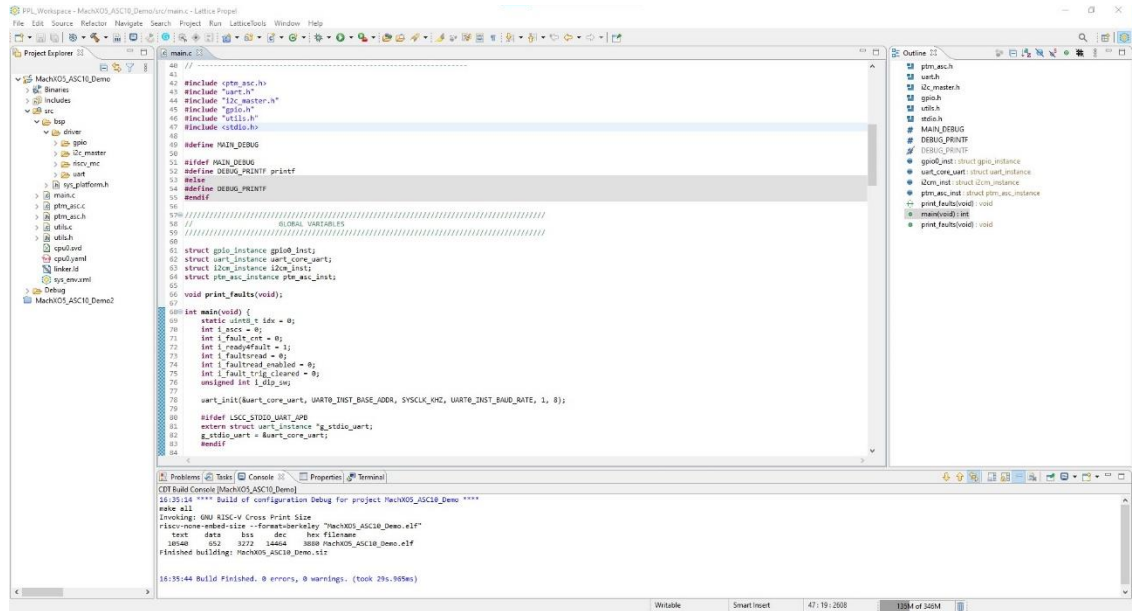 PPL_Workspace - MachXO5_ASC10_Demo/src/main.c - Lattice Propel
File Edit Source Refactor Navigate Search Project Run LatticeTools Window Help
Project Explorer
MachXO5_ASC10_Demo
Binaries
Includes
src
bsp
driver
gpio
i2c_master
riscv_mc
uart
sys_platform.h
main.c
ptm_asc.c
ptm_asc.h
utils.c
utils.h
cpu0.svd
cpu0.yaml
linker.ld
sys_env.xml
Debug
MachXO5_ASC10_Demo2
main.c
40 // -----------------------------------------------------------------------
41
42 #include <ptm_asc.h>
43 #include "uart.h"
44 #include "i2c_master.h"
45 #include "gpio.h"
46 #include "utils.h"
47 #include <stdio.h>
48
49 #define MAIN_DEBUG
50
51 #ifdef MAIN_DEBUG
52 #define DEBUG_PRINTF printf
53 #else
54 #define DEBUG_PRINTF
55 #endif
56
57 ////////////////////////////////////////////////////////////////////////////////
58 // GLOBAL VARIABLES
59 ////////////////////////////////////////////////////////////////////////////////
60
61 struct gpio_instance gpio0_inst;
62 struct uart_instance uart_core_uart;
63 struct i2cm_instance i2cm_inst;
64 struct ptm_asc_instance ptm_asc_inst;
65
66 void print_faults(void);
67
68 int main(void) {
69 static uint8_t idx = 0;
70 int i_ascs = 0;
71 int i_fault_cnt = 0;
72 int i_ready4fault = 1;
73 int i_faultsread = 0;
74 int i_faultread_enabled = 0;
75 int i_fault_trig_cleared = 0;
76 unsigned int i_dip_sw;
77
78 uart_init(&uart_core_uart, UART0_INST_BASE_ADDR, SYSCLK_KHZ, UART0_INST_BAUD_RATE, 1, 8);
79
80 #ifdef LSCC_STDIO_UART_APB
81 extern struct uart_instance *g_stdio_uart;
82 g_stdio_uart = &uart_core_uart;
83 #endif
84
Outline
ptm_asc.h
uart.h
i2c_master.h
gpio.h
utils.h
stdio.h
MAIN_DEBUG
DEBUG_PRINTF
DEBUG_PRINTF
gpio0_inst : struct gpio_instance
uart_core_uart : struct uart_instance
i2cm_inst : struct i2cm_instance
ptm_asc_inst : struct ptm_asc_instance
print_faults(void) : void
main(void) : int
print_faults(void) : void
Problems Tasks Console Properties Terminal
CDT Build Console [MachXO5_ASC10_Demo]
16:35:14 **** Build of configuration Debug for project MachXO5_ASC10_Demo ****
make all
Invoking: GNU RISC-V Cross Print Size
riscv-none-embed-size --format=berkeley "MachXO5_ASC10_Demo.elf"
text data bss dec hex filename
10540 652 3272 14464 3880 MachXO5_ASC10_Demo.elf
Finished building: MachXO5_ASC10_Demo.siz
16:35:44 Build Finished. 0 errors, 0 warnings. (took 29s.965ms)
Writable Smart Insert 47 : 19 : 2608 135M of 346M